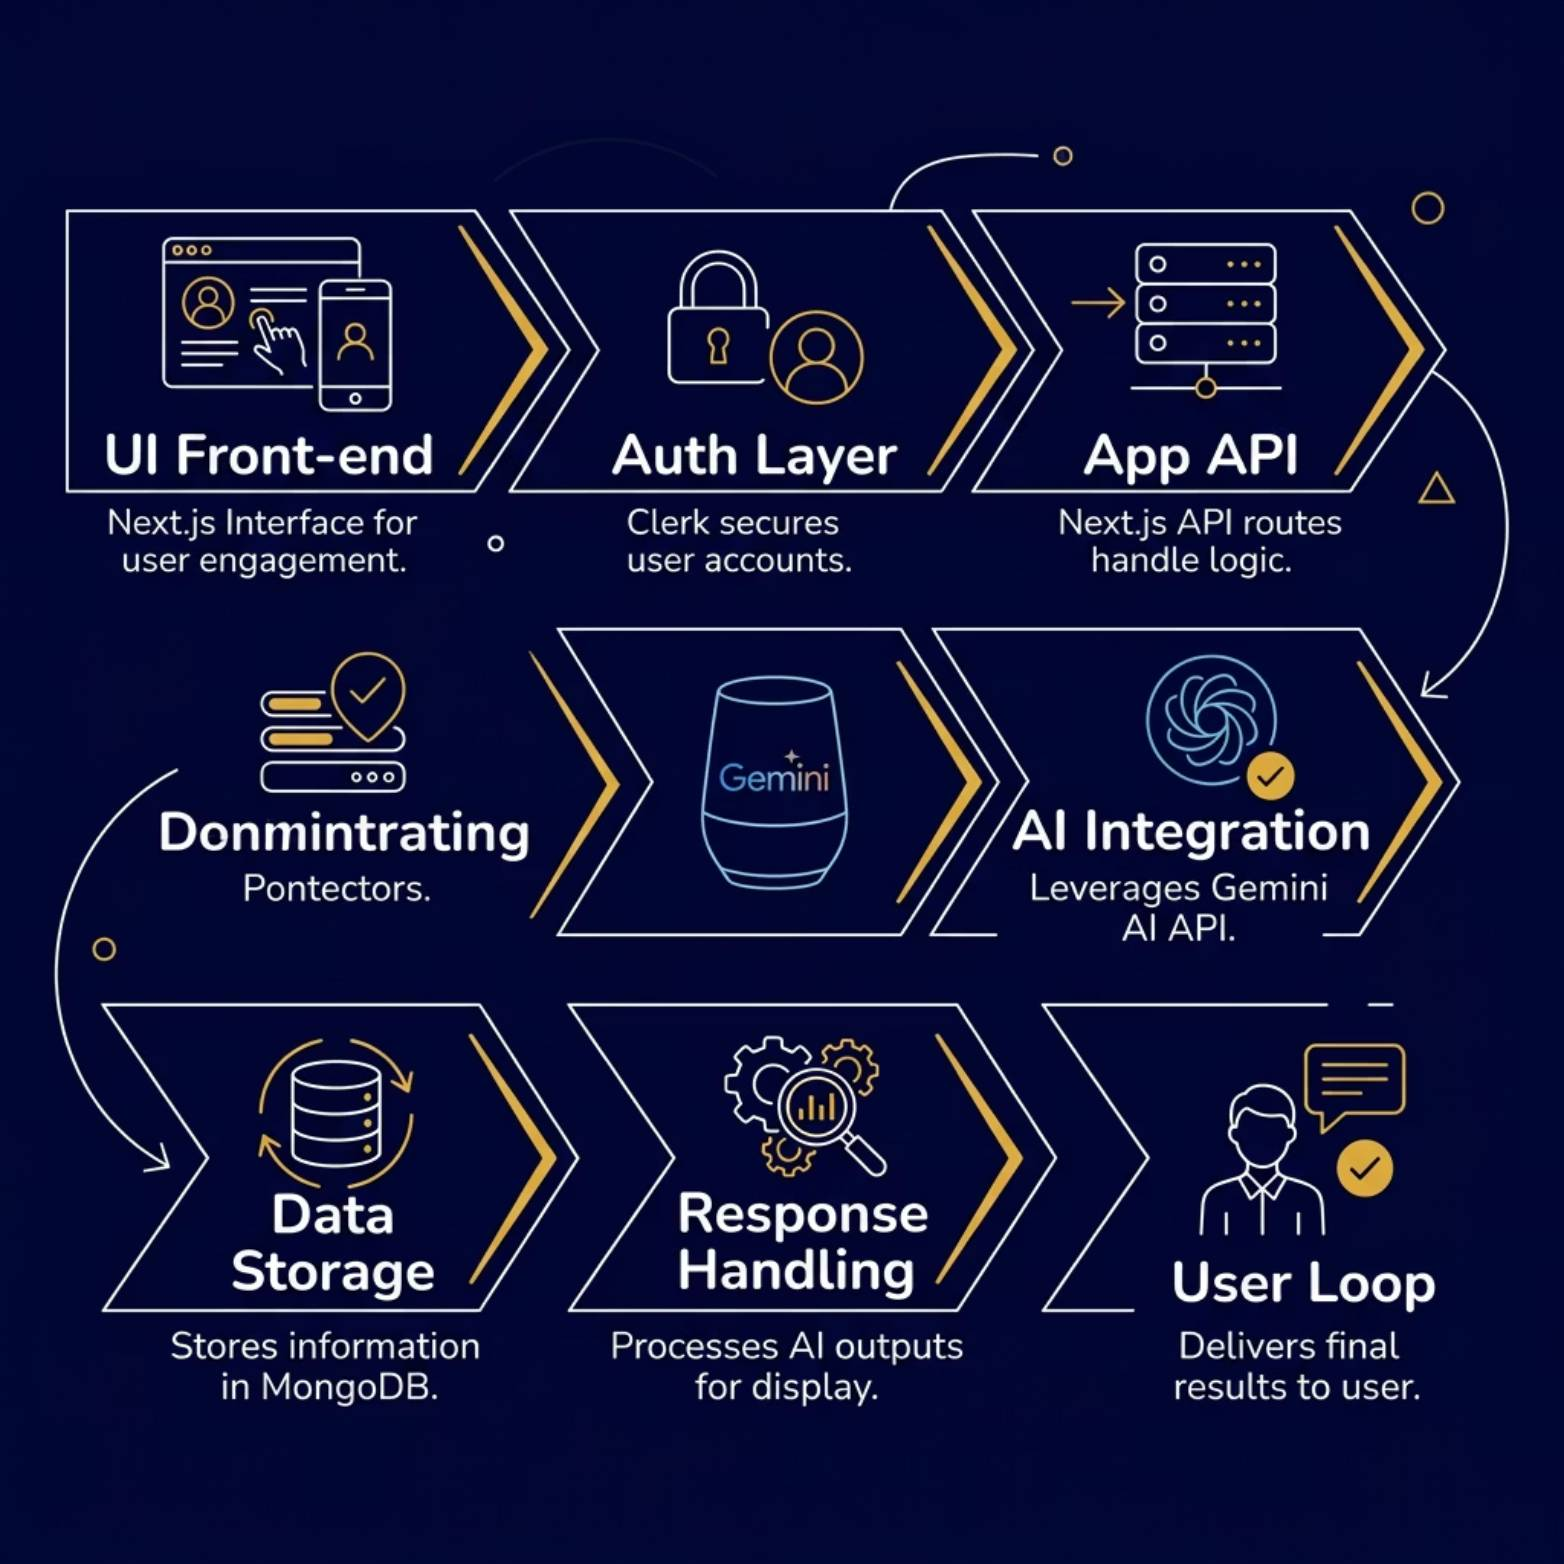 UI Front-end
Next.js Interface for
user engagement.
Auth Layer
Clerk secures
user accounts.
App API
Next.js API routes
handle logic.
Donmintrating
Pontectors.
Gemini
AI Integration
Leverages Gemini
AI API.
Data
Storage
Stores information
in MongoDB.
Response
Handling
Processes AI outputs
for display.
User Loop
Delivers final
results to user.